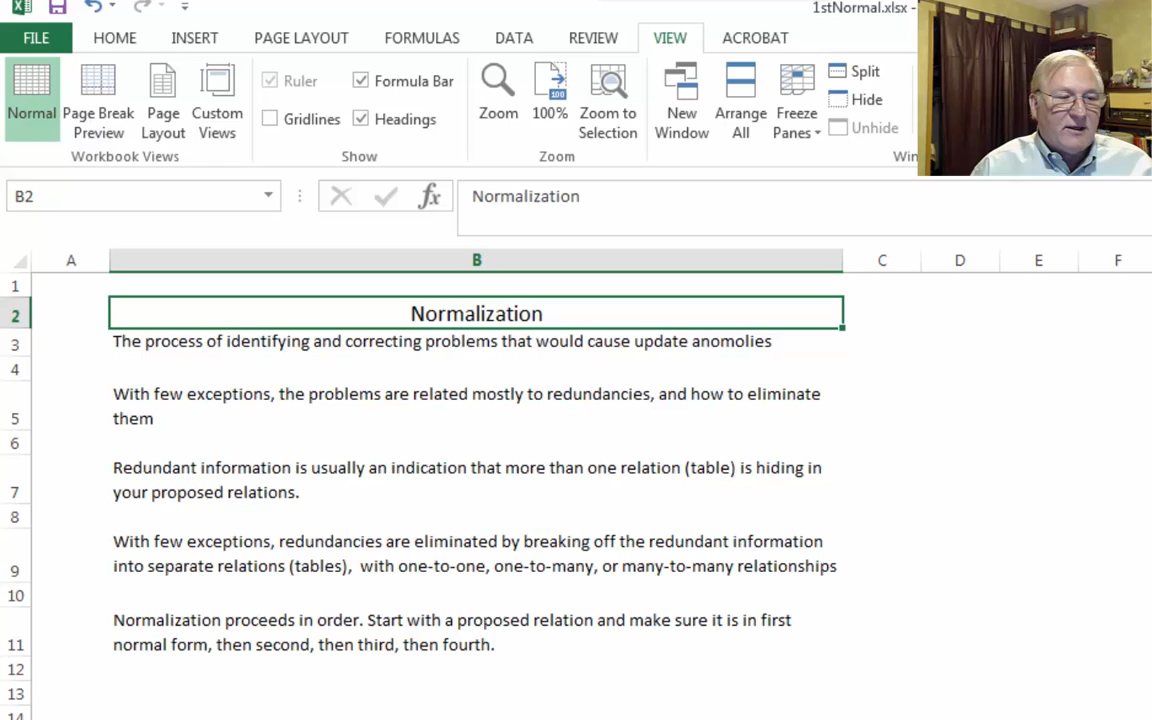 1stNormal.xlsx -
FILE HOME INSERT PAGE LAYOUT FORMULAS DATA REVIEW VIEW ACROBAT
Normal
Page Break
Preview
Page
Layout
Custom
Views
Workbook Views
Ruler
Formula Bar
Gridlines
Headings
Show
Zoom
100
100%
Zoom to
Selection
Zoom
New
Window
Arrange
All
Freeze
Panes
Split
Hide
Unhide
Win
B2
fx
Normalization
A B C D E F
1
2 Normalization
3 The process of identifying and correcting problems that would cause update anomolies
4
With few exceptions, the problems are related mostly to redundancies, and how to eliminate
5 them
6
Redundant information is usually an indication that more than one relation (table) is hiding in
7 your proposed relations.
8
With few exceptions, redundancies are eliminated by breaking off the redundant information
9 into separate relations (tables),  with one-to-one, one-to-many, or many-to-many relationships
10
Normalization proceeds in order. Start with a proposed relation and make sure it is in first
11 normal form, then second, then third, then fourth.
12
13
14